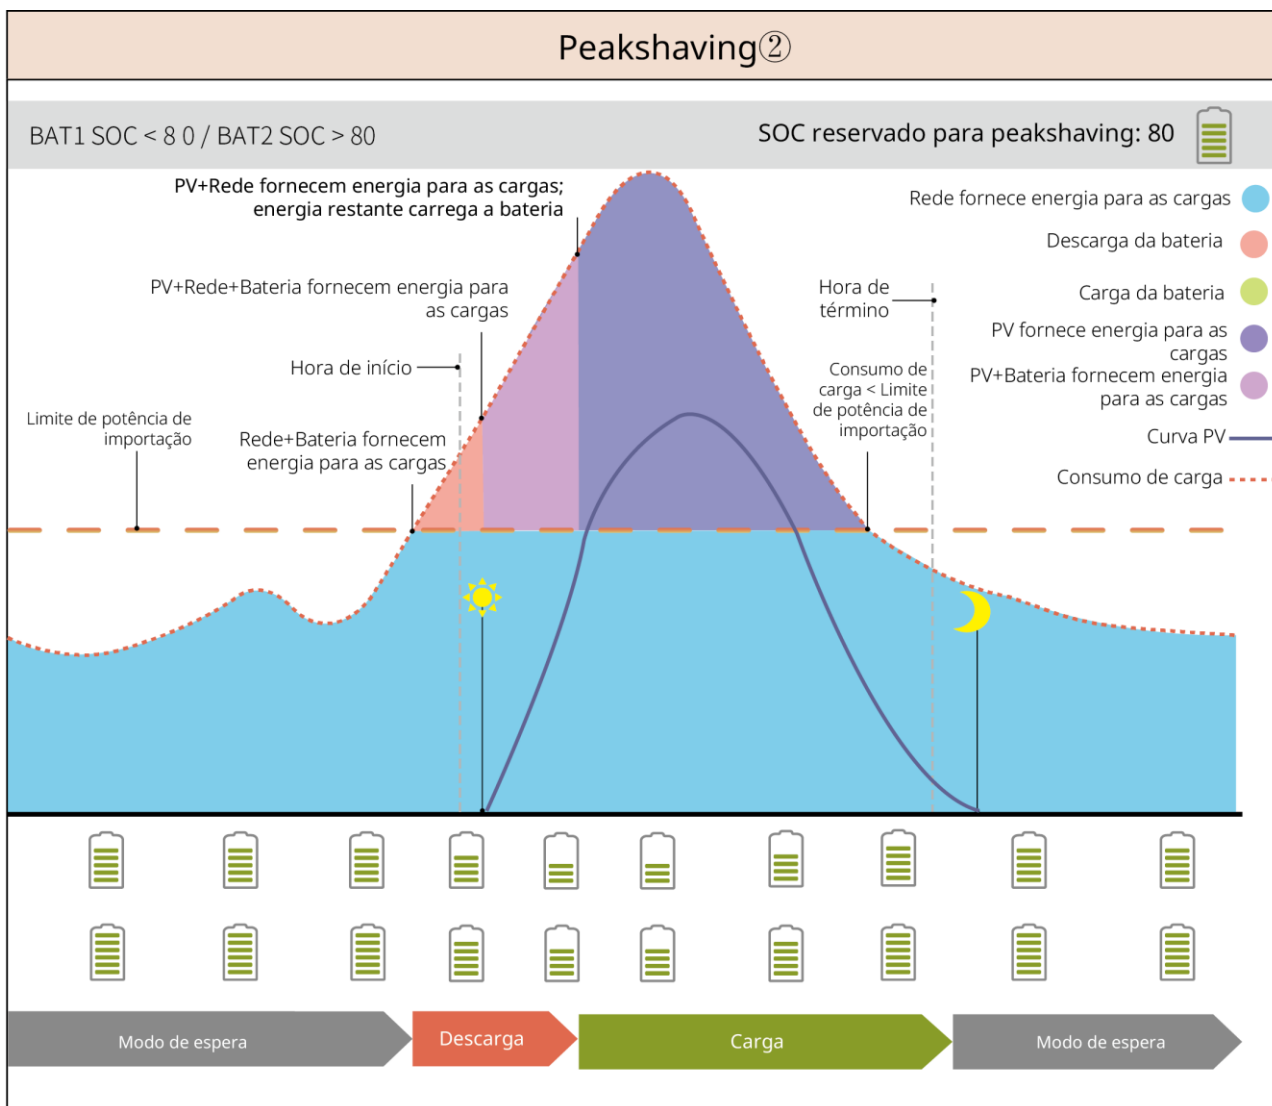 Peakshaving②
BAT1 SOC < 8 0 / BAT2 SOC > 80
SOC reservado para peakshaving: 80
PV+Rede fornecem energia para as cargas;
energia restante carrega a bateria
Rede fornece energia para as cargas
Descarga da bateria
Carga da bateria
PV fornece energia para as
cargas
PV+Bateria fornecem energia
para as cargas
Curva PV
Consumo de carga
PV+Rede+Bateria fornecem energia para
as cargas
Hora de
término
Hora de início
Consumo de
carga < Limite
de potência de
importação
Limite de potência de
importação
Rede+Bateria fornecem
energia para as cargas
Modo de espera
Descarga
Carga
Modo de espera